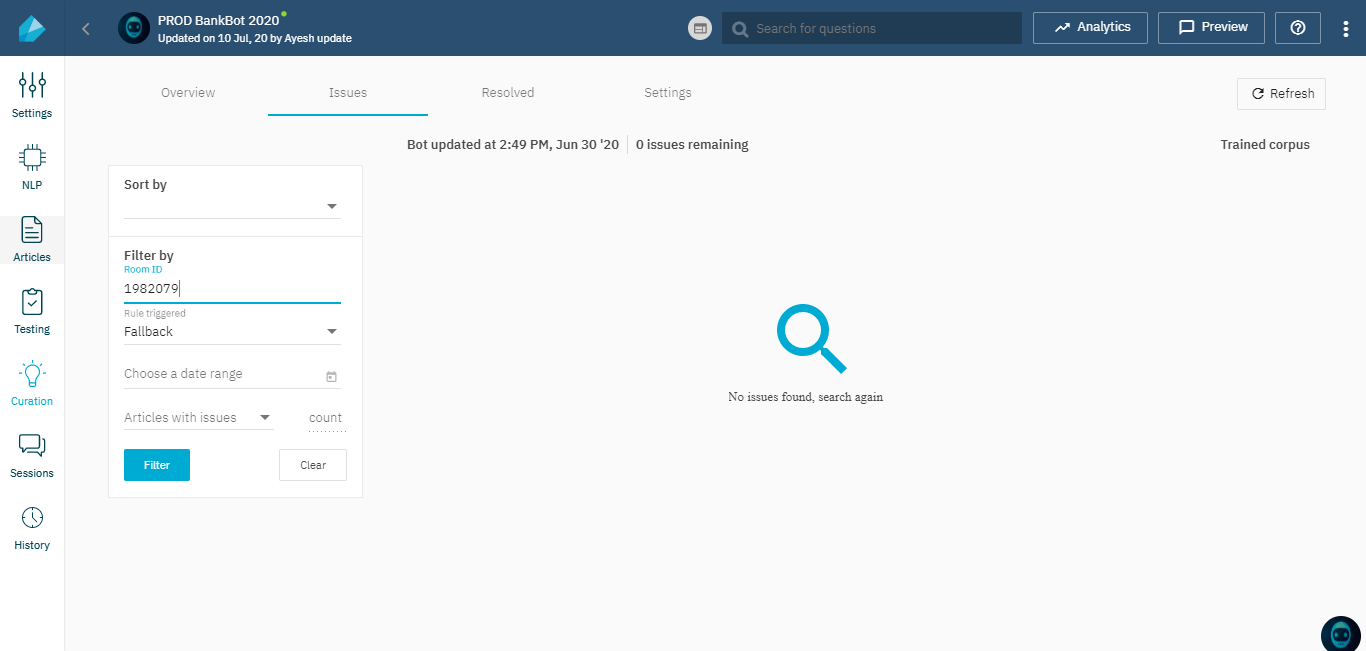 PROD BankBot 2020
Updated on 10 Jul, 20 by Ayesh update
Search for questions
Analytics
Preview
Settings
NLP
Articles
Testing
Curation
Sessions
History
Overview
Issues
Resolved
Settings
Refresh
Bot updated at 2:49 PM, Jun 30 '20
0 issues remaining
Trained corpus
Sort by
Filter by
Room ID
1982079
Rule triggered
Fallback
Choose a date range
Articles with issues
count
Filter
Clear
No issues found, search again